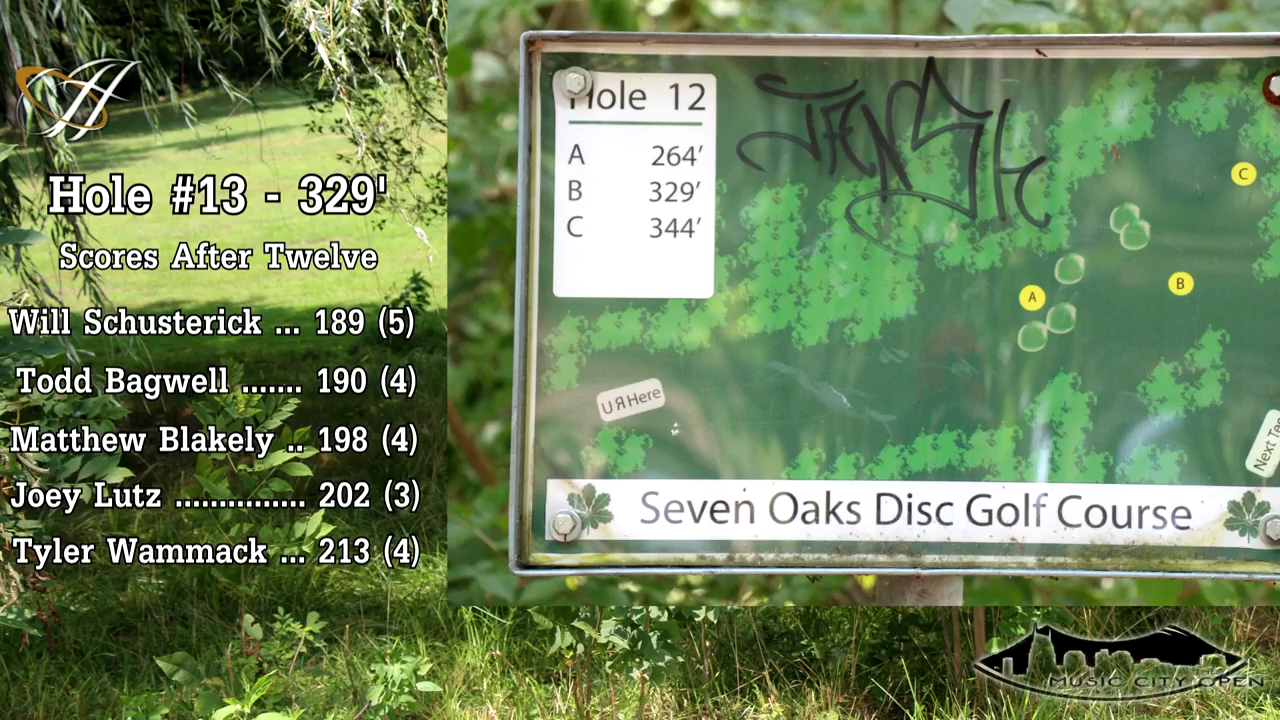 Hole #13 - 329'
Scores After Twelve
Will Schusterick ... 189 (5)
Todd Bagwell ....... 190 (4)
Matthew Blakely .. 198 (4)
Joey Lutz ............... 202 (3)
Tyler Wammack ... 213 (4)
Hole 12
A 264'
B 329'
C 344'
C
B
A
U Я Here
Next Tee
Seven Oaks Disc Golf Course
MUSIC CITY OPEN